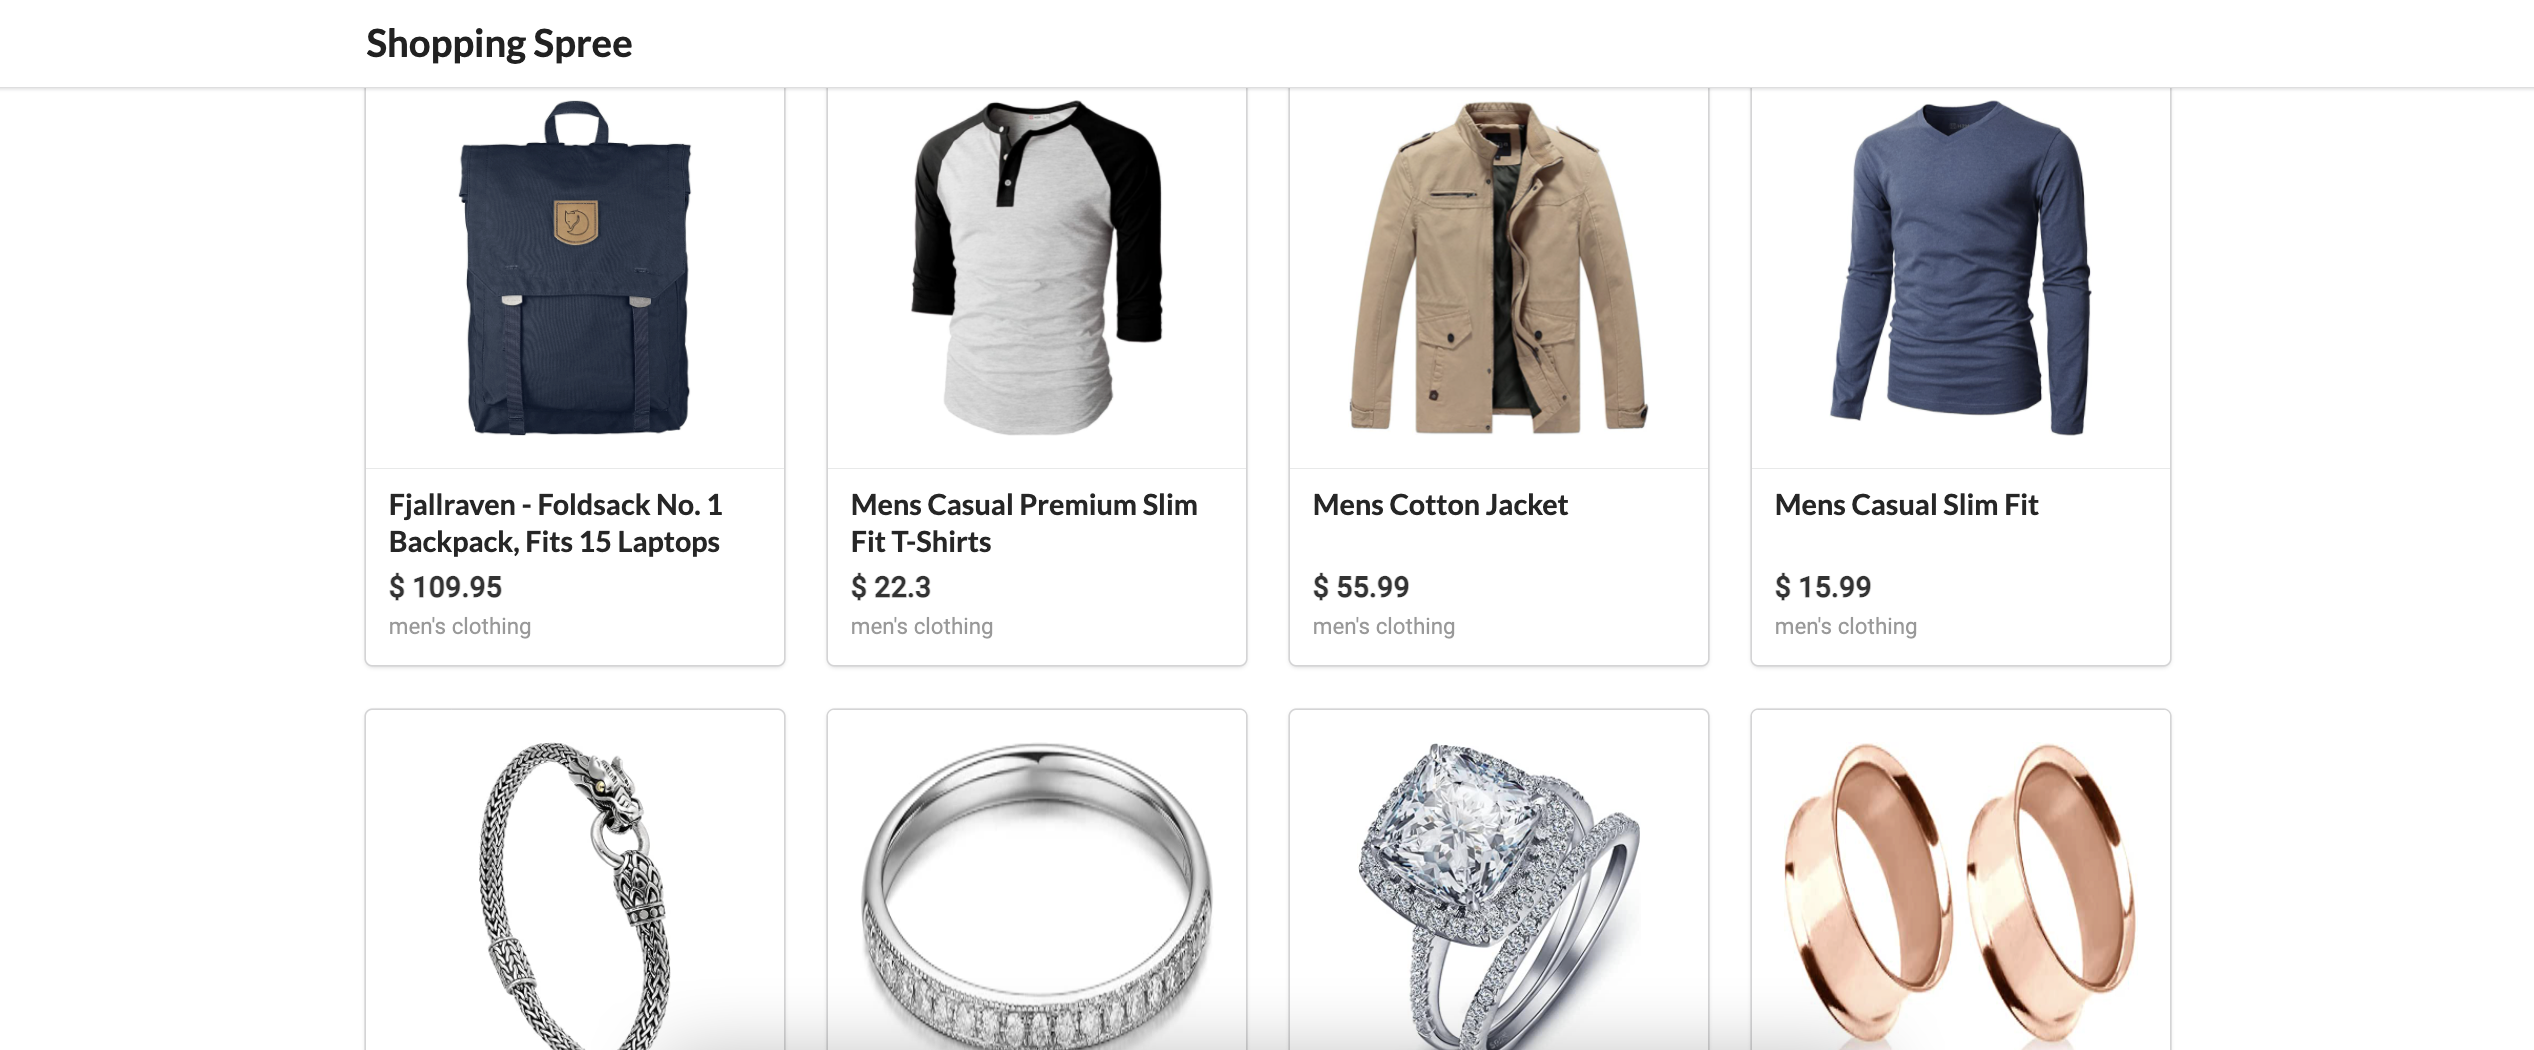 Shopping Spree
Fjallraven - Foldsack No. 1
Backpack, Fits 15 Laptops
$ 109.95
men's clothing
Mens Casual Premium Slim
Fit T-Shirts
$ 22.3
men's clothing
Mens Cotton Jacket
$ 55.99
men's clothing
Mens Casual Slim Fit
$ 15.99
men's clothing